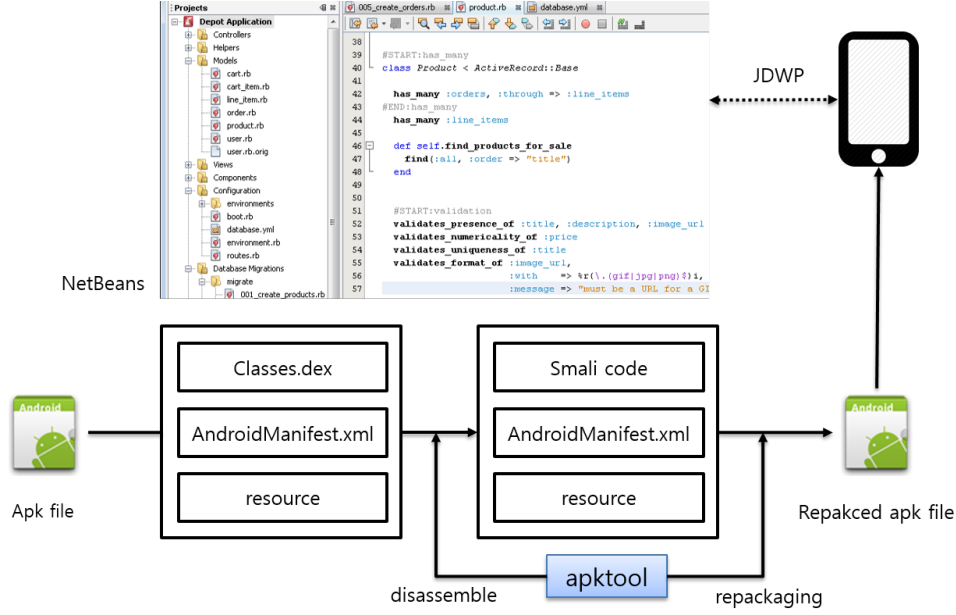 Projects
Depot Application
Controllers
Helpers
Models
cart.rb
cart_item.rb
line_item.rb
order.rb
product.rb
user.rb
user.rb.orig
Views
Components
Configuration
environments
boot.rb
database.yml
environment.rb
routes.rb
Database Migrations
migrate
001_create_products.rb
005_create_orders.rb
product.rb
database.yml
38
39 #START:has_many
40 class Product < ActiveRecord::Base
41
42 has_many :orders, :through => :line_items
43 #END:has_many
44 has_many :line_items
45
46 def self.find_products_for_sale
47 find(:all, :order => "title")
48 end
49
50
51 #START:validation
52 validates_presence_of :title, :description, :image_url
53 validates_numericality_of :price
54 validates_uniqueness_of :title
55 validates_format_of :image_url,
56 :with => %r(\.(gif|jpg|png)$)i,
57 :message => "must be a URL for a GI
JDWP
NetBeans
Android
Apk file
Classes.dex
AndroidManifest.xml
resource
Smali code
AndroidManifest.xml
resource
Android
Repakced apk file
apktool
disassemble
repackaging